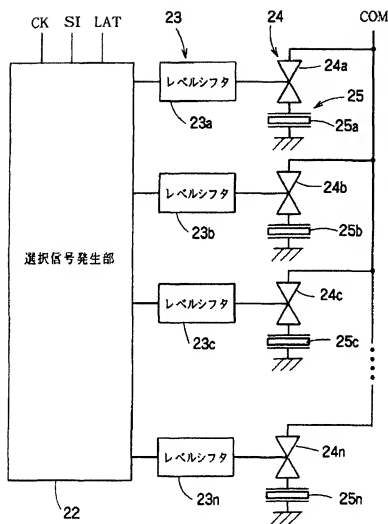 CK SI LAT
23
24
COM
レベルシフタ
24a
23a
25
25a
レベルシフタ
24b
23b
25b
選択信号発生部
レベルシフタ
24c
23c
25c
レベルシフタ
24n
22
23n
25n